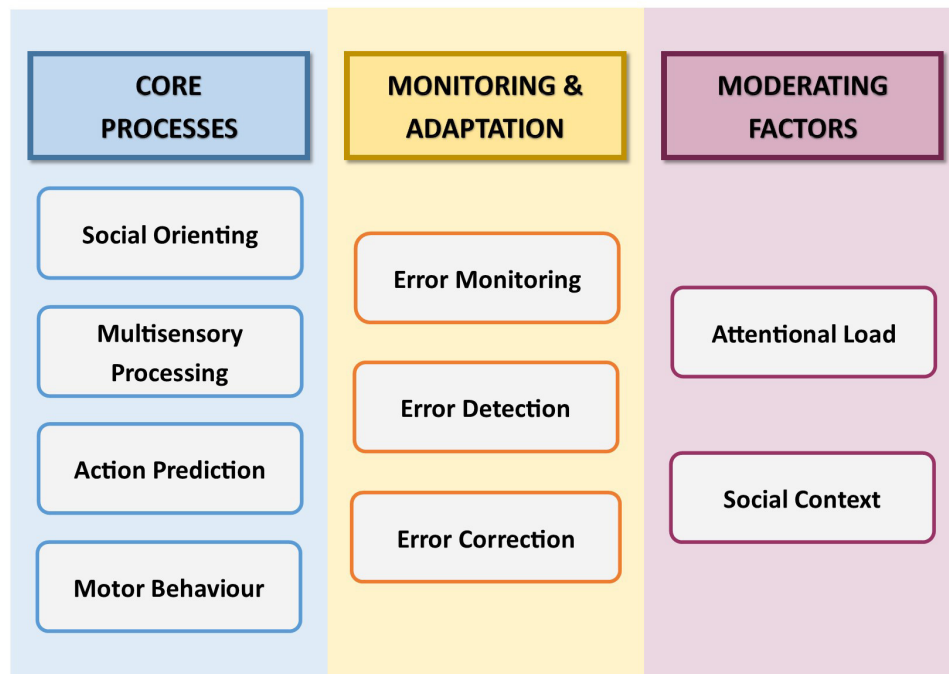 CORE
PROCESSES
Social Orienting
Multisensory
Processing
Action Prediction
Motor Behaviour
MONITORING &
ADAPTATION
Error Monitoring
Error Detection
Error Correction
MODERATING
FACTORS
Attentional Load
Social Context